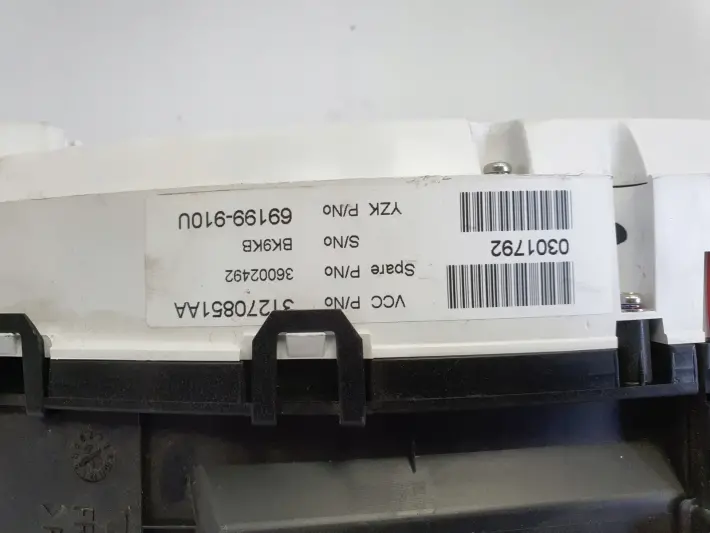 VCC P/No 31270851AA
Spare P/No 36002492
S/No BK9KB
YZK P/No 69199-910U
0301792